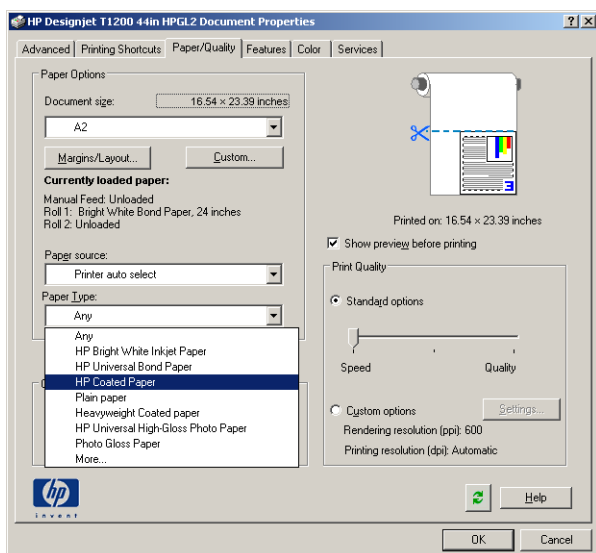 HP Designjet T1200 44in HPGL2 Document Properties
Advanced Printing Shortcuts Paper/Quality Features Color Services
Paper Options
Document size: 16.54 × 23.39 inches
A2
Margins/Layout... Custom...
Currently loaded paper:
Manual Feed: Unloaded
Roll 1: Bright White Bond Paper, 24 inches
Roll 2: Unloaded
Paper source:
Printer auto select
Paper Type:
Any
Any
HP Bright White Inkjet Paper
HP Universal Bond Paper
HP Coated Paper
Plain paper
Heavyweight Coated paper
HP Universal High-Gloss Photo Paper
Photo Gloss Paper
More...
3
Printed on: 16.54 × 23.39 inches
Show preview before printing
Print Quality
Standard options
Speed Quality
Custom options Settings...
Rendering resolution (ppi): 600
Printing resolution (dpi): Automatic
hp
invent
Help
OK Cancel